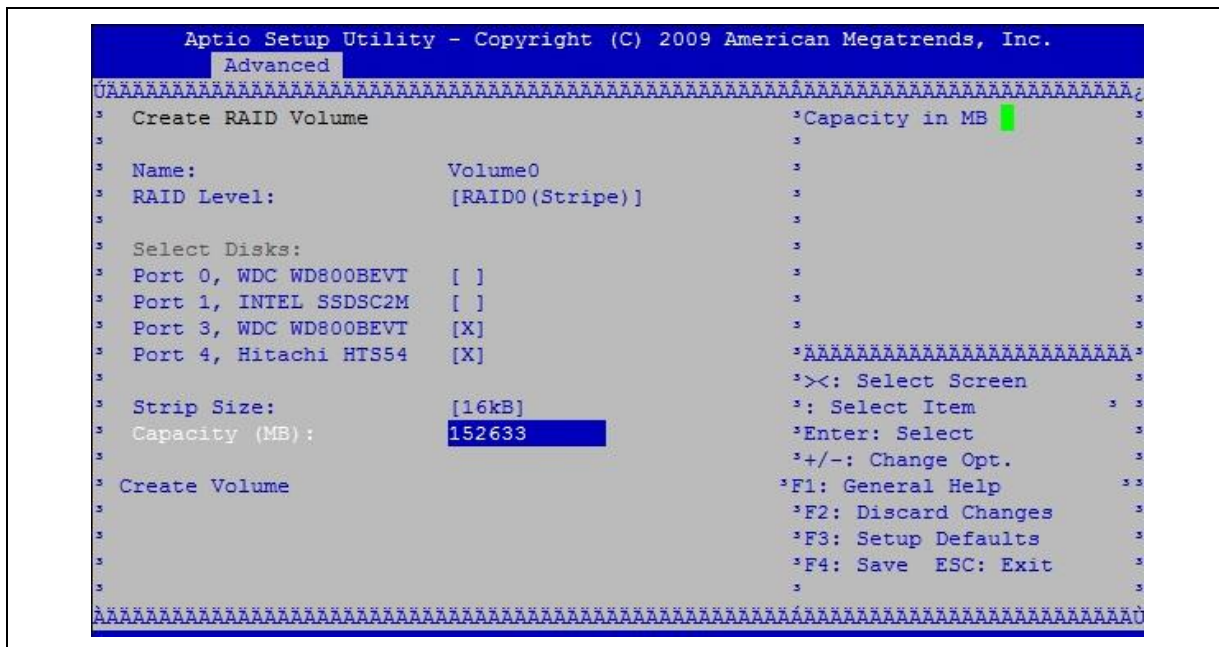 Aptio Setup Utility - Copyright (C) 2009 American Megatrends, Inc.
Advanced
Create RAID Volume
Name: Volume0
RAID Level: [RAID0(Stripe)]
Select Disks:
Port 0, WDC WD800BEVT [ ]
Port 1, INTEL SSDSC2M [ ]
Port 3, WDC WD800BEVT [X]
Port 4, Hitachi HTS54 [X]
Strip Size: [16kB]
Capacity (MB): 152633
Create Volume
Capacity in MB
><: Select Screen
: Select Item
Enter: Select
+/-: Change Opt.
F1: General Help
F2: Discard Changes
F3: Setup Defaults
F4: Save ESC: Exit